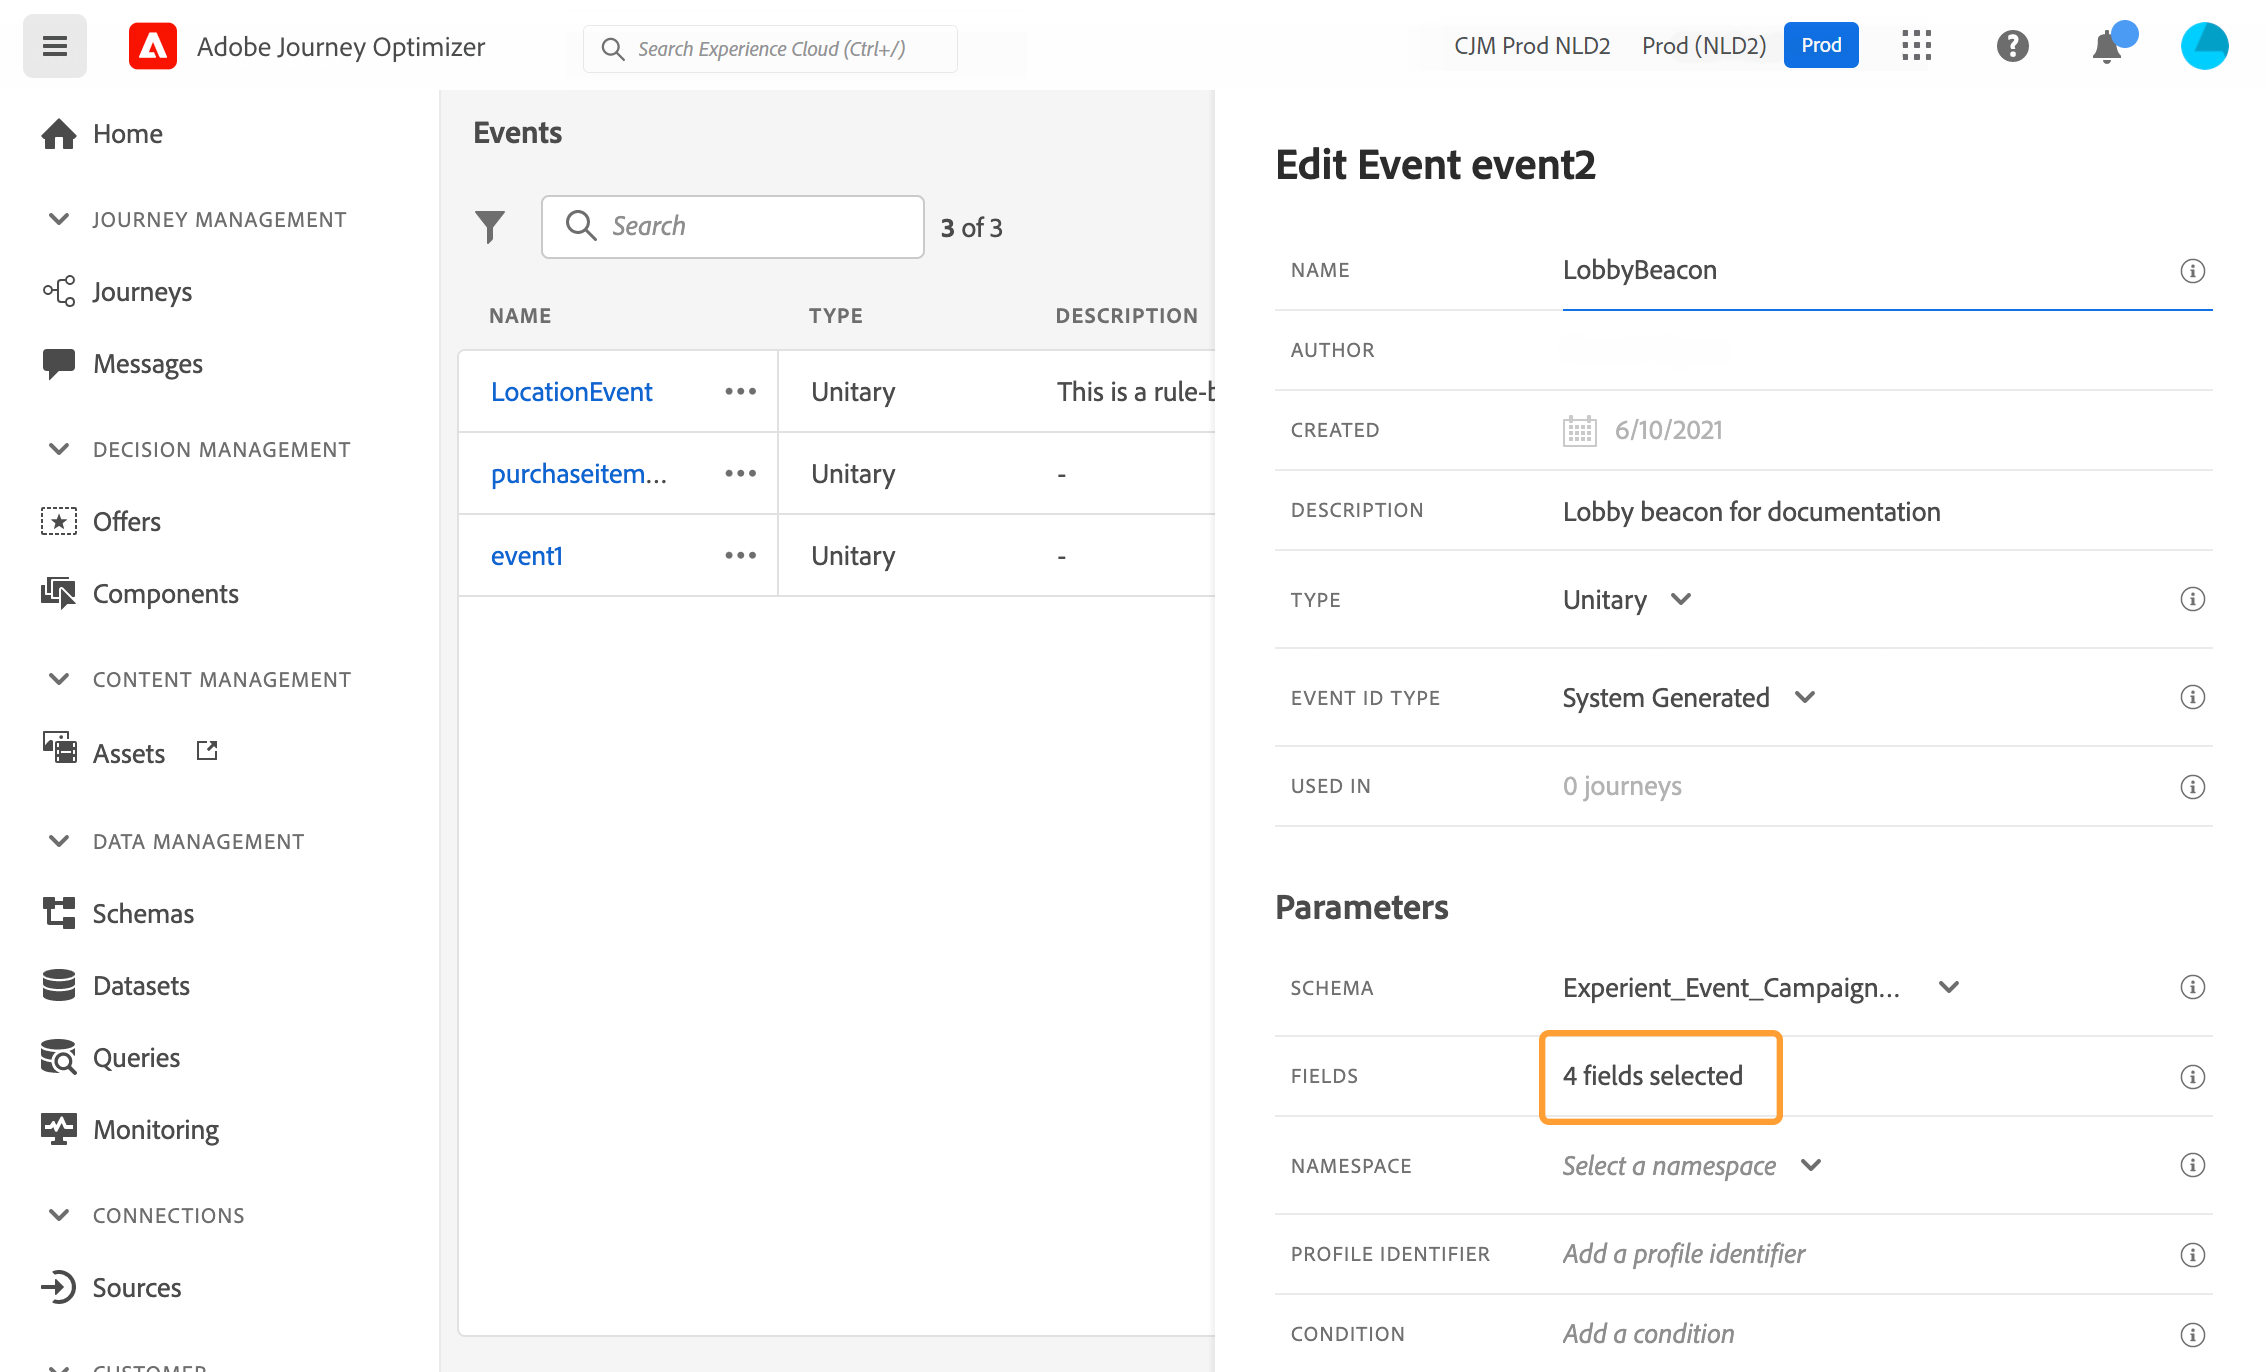 Adobe Journey Optimizer
Search Experience Cloud (Ctrl+/)
CJM Prod NLD2
Prod (NLD2)
Prod
Home
JOURNEY MANAGEMENT
Journeys
Messages
DECISION MANAGEMENT
Offers
Components
CONTENT MANAGEMENT
Assets
DATA MANAGEMENT
Schemas
Datasets
Queries
Monitoring
CONNECTIONS
Sources
CUSTOMER
Events
Search
3 of 3
NAME TYPE DESCRIPTION
LocationEvent ••• Unitary This is a rule-b
purchaseitem... ••• Unitary -
event1 ••• Unitary -
Edit Event event2
NAME LobbyBeacon
AUTHOR
CREATED 6/10/2021
DESCRIPTION Lobby beacon for documentation
TYPE Unitary
EVENT ID TYPE System Generated
USED IN 0 journeys
Parameters
SCHEMA Experient_Event_Campaign...
FIELDS 4 fields selected
NAMESPACE Select a namespace
PROFILE IDENTIFIER Add a profile identifier
CONDITION Add a condition